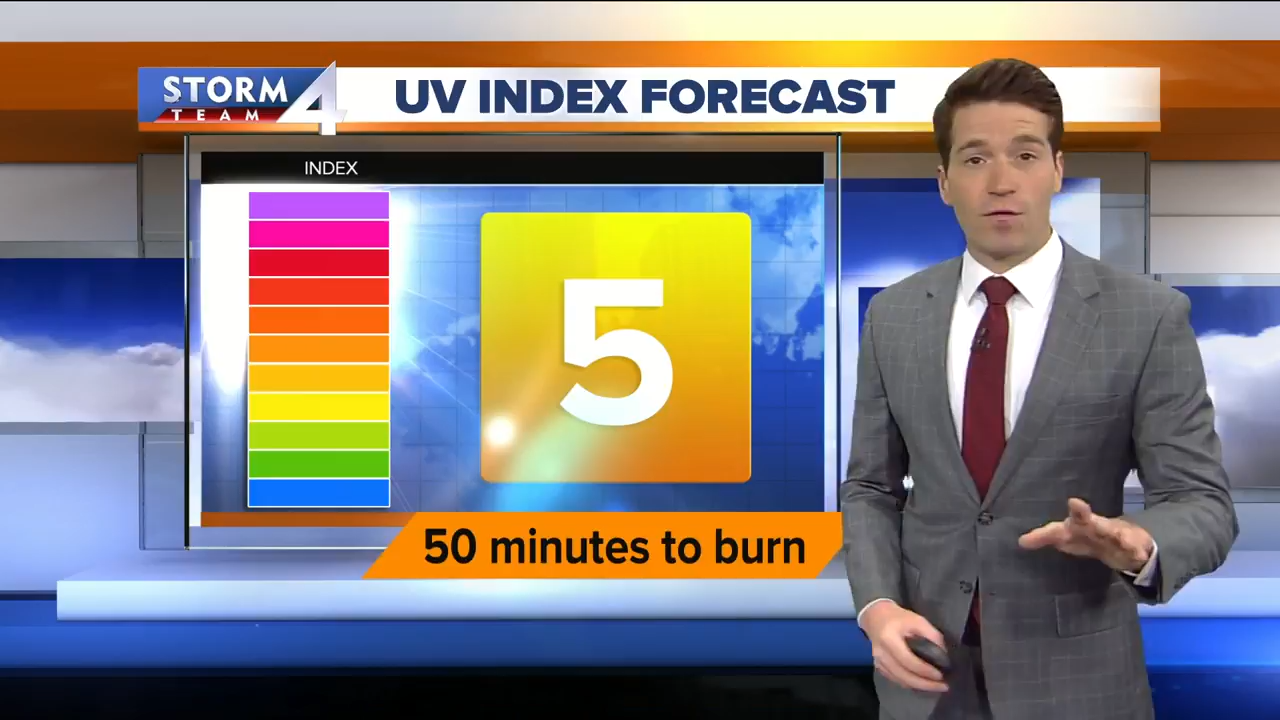 STORM
TEAM 4
UV INDEX FORECAST
INDEX
5
50 minutes to burn